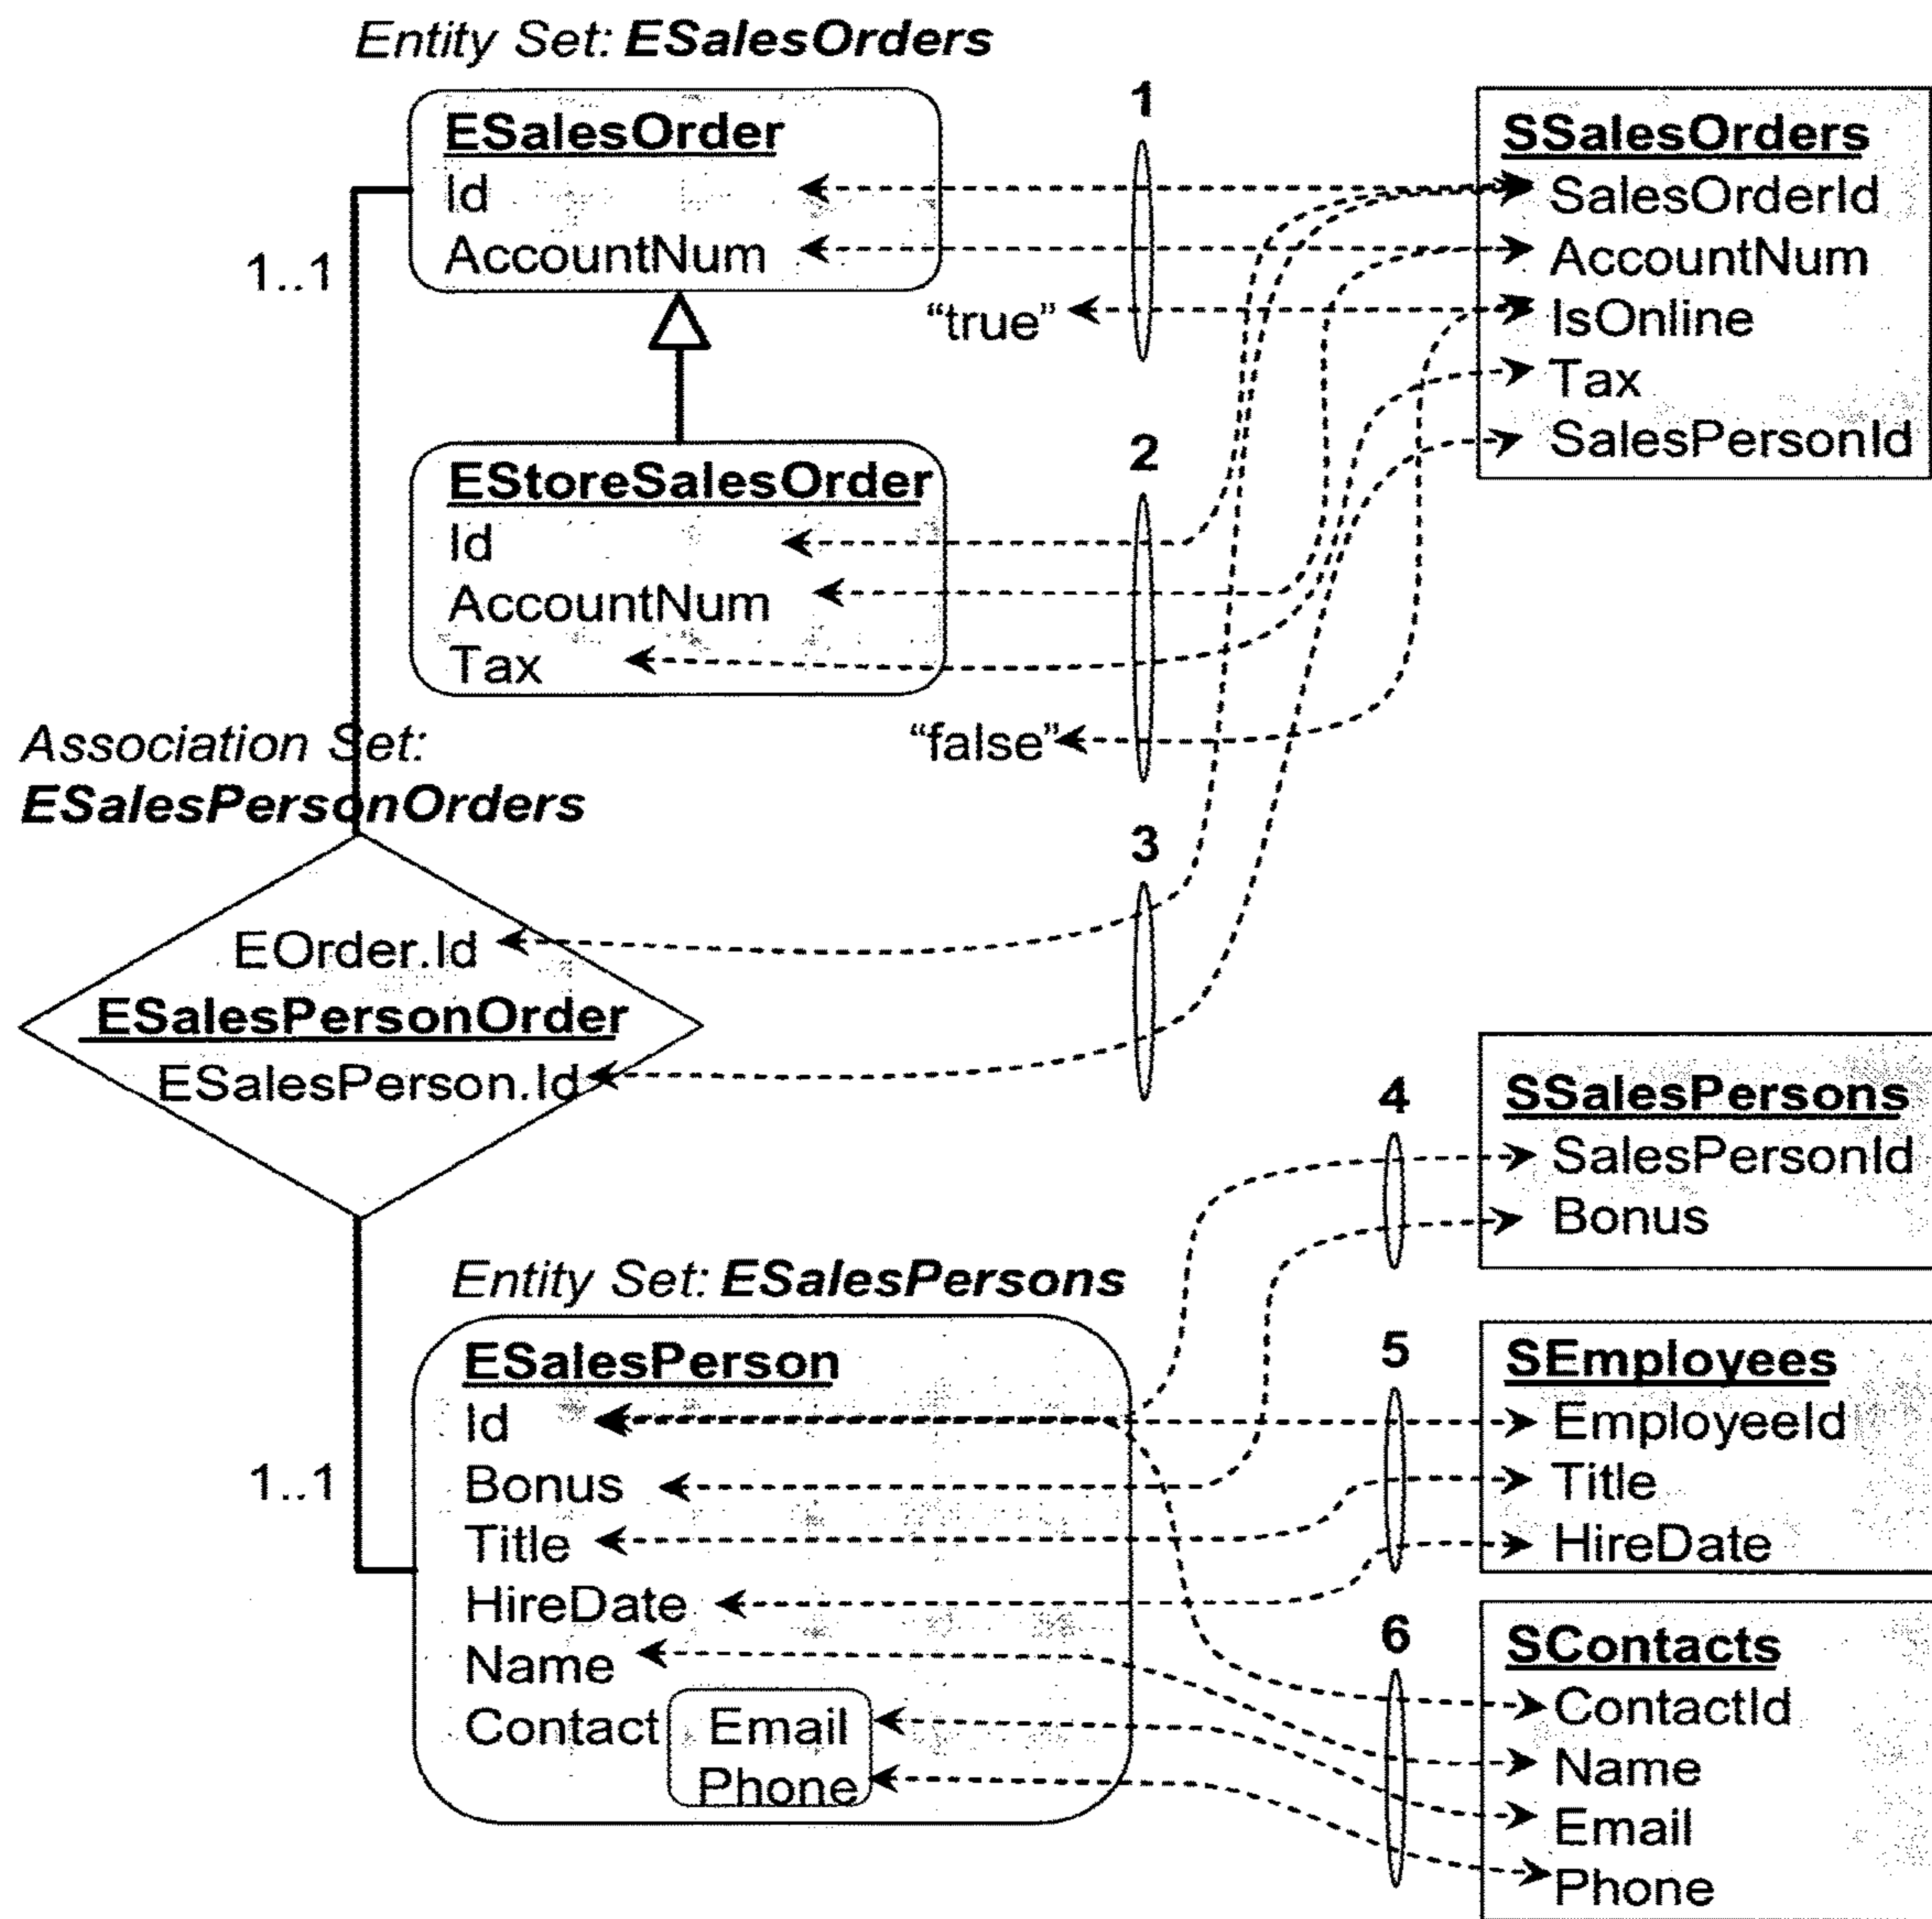 Entity Set: ESalesOrders
1
ESalesOrder
Id
AccountNum
1..1
“true”
SSalesOrders
SalesOrderId
AccountNum
IsOnline
Tax
SalesPersonId
2
EStoreSalesOrder
Id
AccountNum
Tax
“false”
Association Set:
ESalesPersonOrders
3
EOrder.Id
ESalesPersonOrder
ESalesPerson.Id
4
SSalesPersons
SalesPersonId
Bonus
Entity Set: ESalesPersons
ESalesPerson
Id
Bonus
1..1
Title
HireDate
Name
Contact Email
Phone
5
SEmployees
EmployeeId
Title
HireDate
6
SContacts
ContactId
Name
Email
Phone